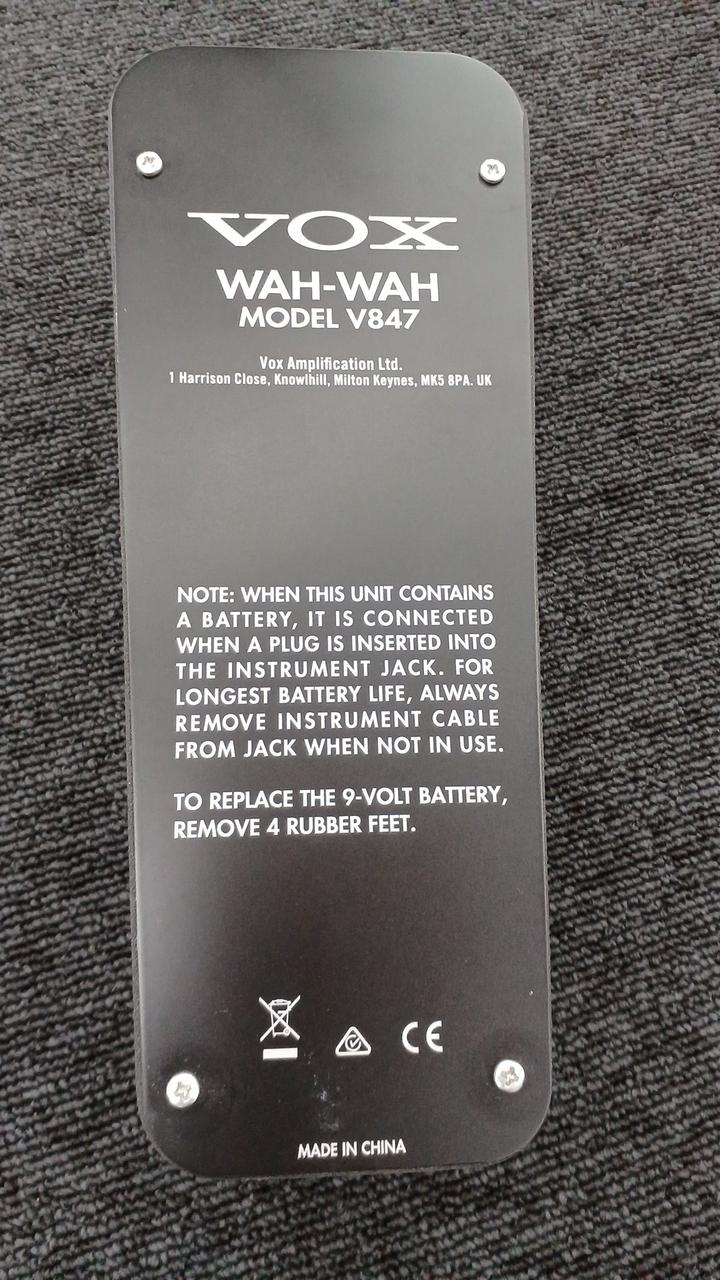 VOX
WAH-WAH
MODEL V847
Vox Amplification Ltd.
1 Harrison Close, Knowlhill, Milton Keynes, MK5 8PA. UK
NOTE: WHEN THIS UNIT CONTAINS
A BATTERY, IT IS CONNECTED
WHEN A PLUG IS INSERTED INTO
THE INSTRUMENT JACK. FOR
LONGEST BATTERY LIFE, ALWAYS
REMOVE INSTRUMENT CABLE
FROM JACK WHEN NOT IN USE.
TO REPLACE THE 9-VOLT BATTERY,
REMOVE 4 RUBBER FEET.
CE
MADE IN CHINA